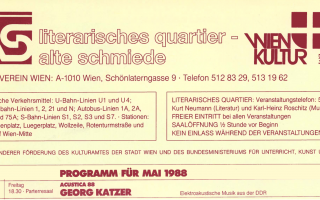 literarisches quartier -
alte schmiede
WIEN
KULTUR
VEREIN WIEN: A-1010 Wien, Schönlaterngasse 9 • Telefon 512 83 29, 513 19 62
Verkehrsmittel: U-Bahn-Linien U1 und U4;
-Linien 1, 2, 21 und N; Autobus-Linien 1A, 2A,
und 75A; S-Bahn-Linien S1, S2, S3 und S7. · Stationen:
Luegerplatz, Wollzeile, Rotenturmstraße und
Wien-Mitte
LITERARISCHES QUARTIER: Veranstaltungstelefon:
Kurt Neumann (Literatur) und Karl-Heinz Roschitz
FREIER EINTRITT bei allen Veranstaltungen
SAALÖFFNUNG ½ Stunde vor Beginn
KEIN EINLASS WÄHREND DER VERANSTALTUNGEN
FÖRDERUNG DES KULTURAMTES DER STADT WIEN UND DES BUNDESMINISTERIUMS FÜR UNTERRICHT, KUNST
PROGRAMM FÜR MAI 1988
Freitag
18.30 - Parterresaal
ACUSTICA 88
GEORG KATZER
Elektroakustische Musik aus der DDR